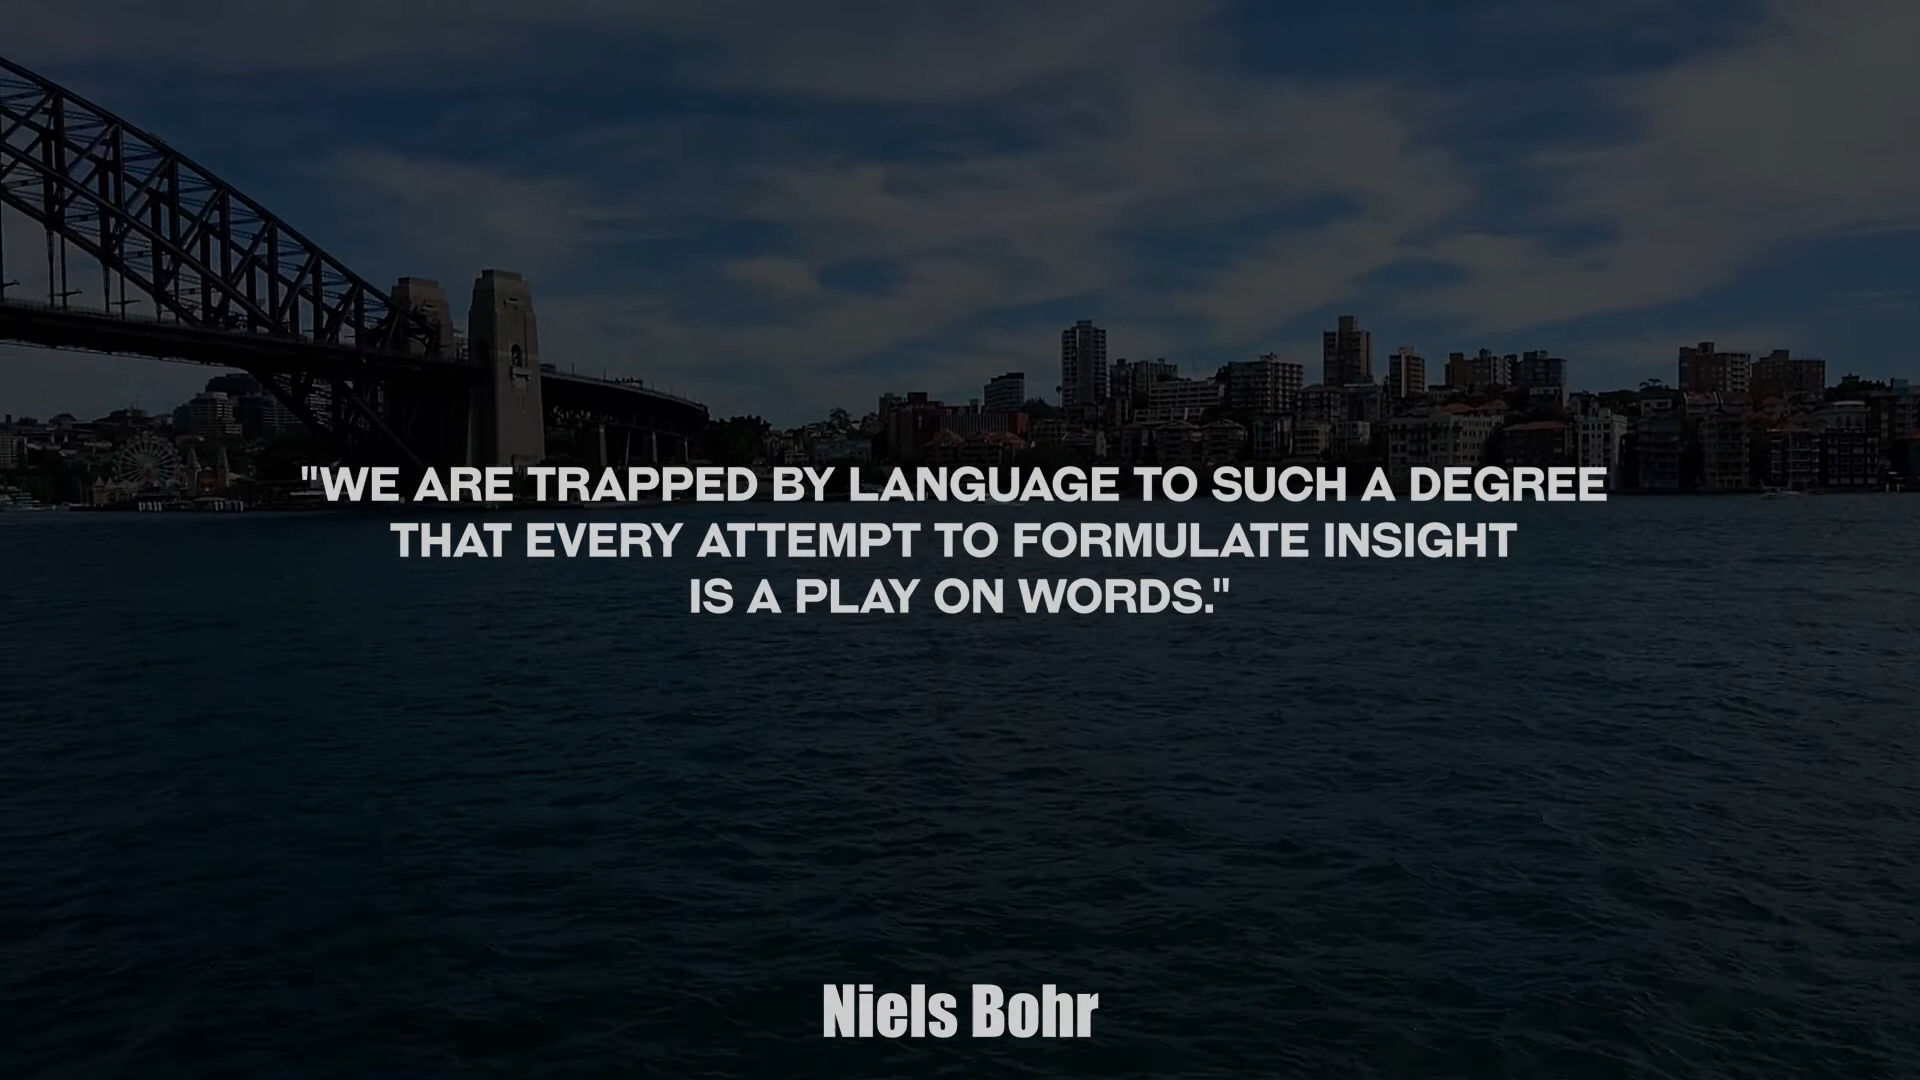 "WE ARE TRAPPED BY LANGUAGE TO SUCH A DEGREE
THAT EVERY ATTEMPT TO FORMULATE INSIGHT
IS A PLAY ON WORDS."
Niels Bohr